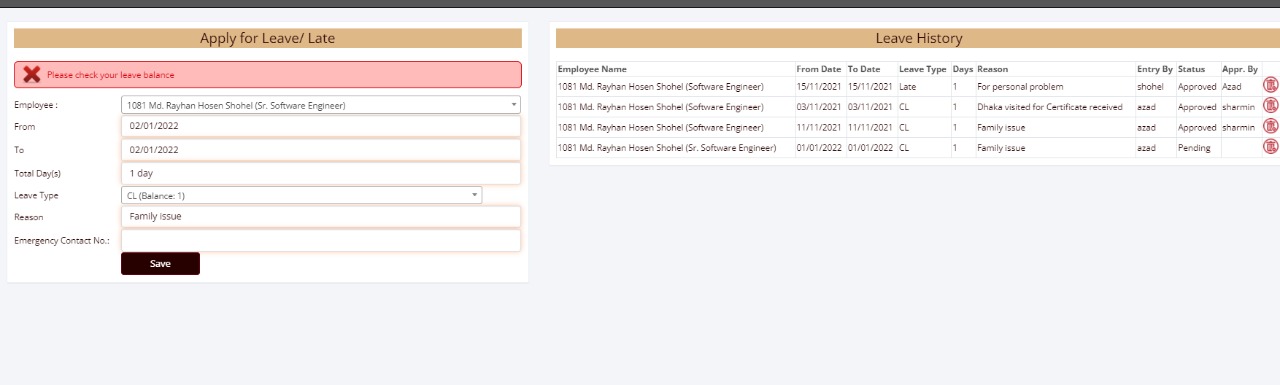 Apply for Leave/ Late
Please check your leave balance
Employee :
1081 Md. Rayhan Hosen Shohel (Sr. Software Engineer)
From
02/01/2022
To
02/01/2022
Total Day(s)
1 day
Leave Type
CL (Balance: 1)
Reason
Family issue
Emergency Contact No.:
Save
Leave History
Employee Name From Date To Date Leave Type Days Reason Entry By Status Appr. By
1081 Md. Rayhan Hosen Shohel (Software Engineer) 15/11/2021 15/11/2021 Late 1 For personal problem shohel Approved Azad
1081 Md. Rayhan Hosen Shohel (Software Engineer) 03/11/2021 03/11/2021 CL 1 Dhaka visited for Certificate received azad Approved sharmin
1081 Md. Rayhan Hosen Shohel (Software Engineer) 11/11/2021 11/11/2021 CL 1 Family issue azad Approved sharmin
1081 Md. Rayhan Hosen Shohel (Sr. Software Engineer) 01/01/2022 01/01/2022 CL 1 Family issue azad Pending